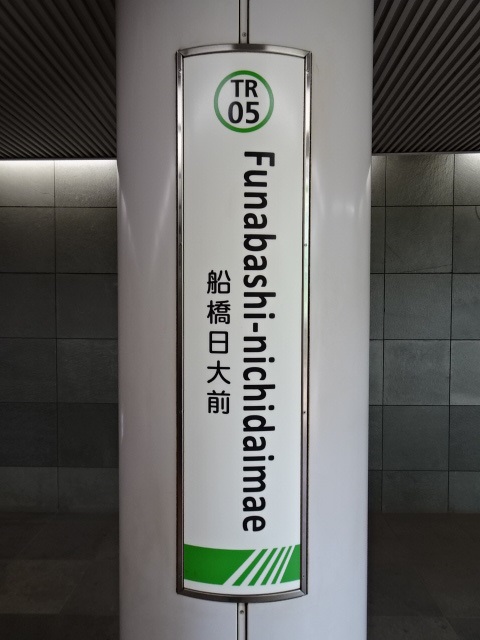 TR
05
Funabashi-nichidaimae
船橋日大前